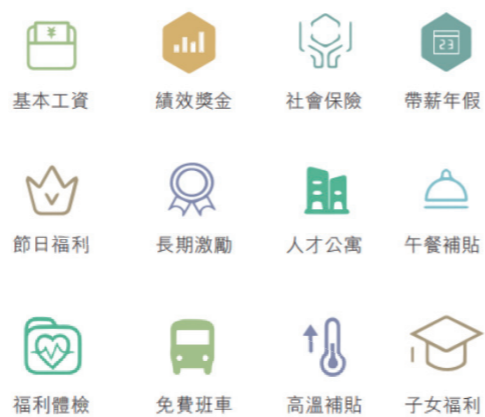 ¥
23
基本工資
績效獎金
社會保險
帶薪年假
節日福利
長期激勵
人才公寓
午餐補貼
福利體檢
免費班車
高溫補貼
子女福利